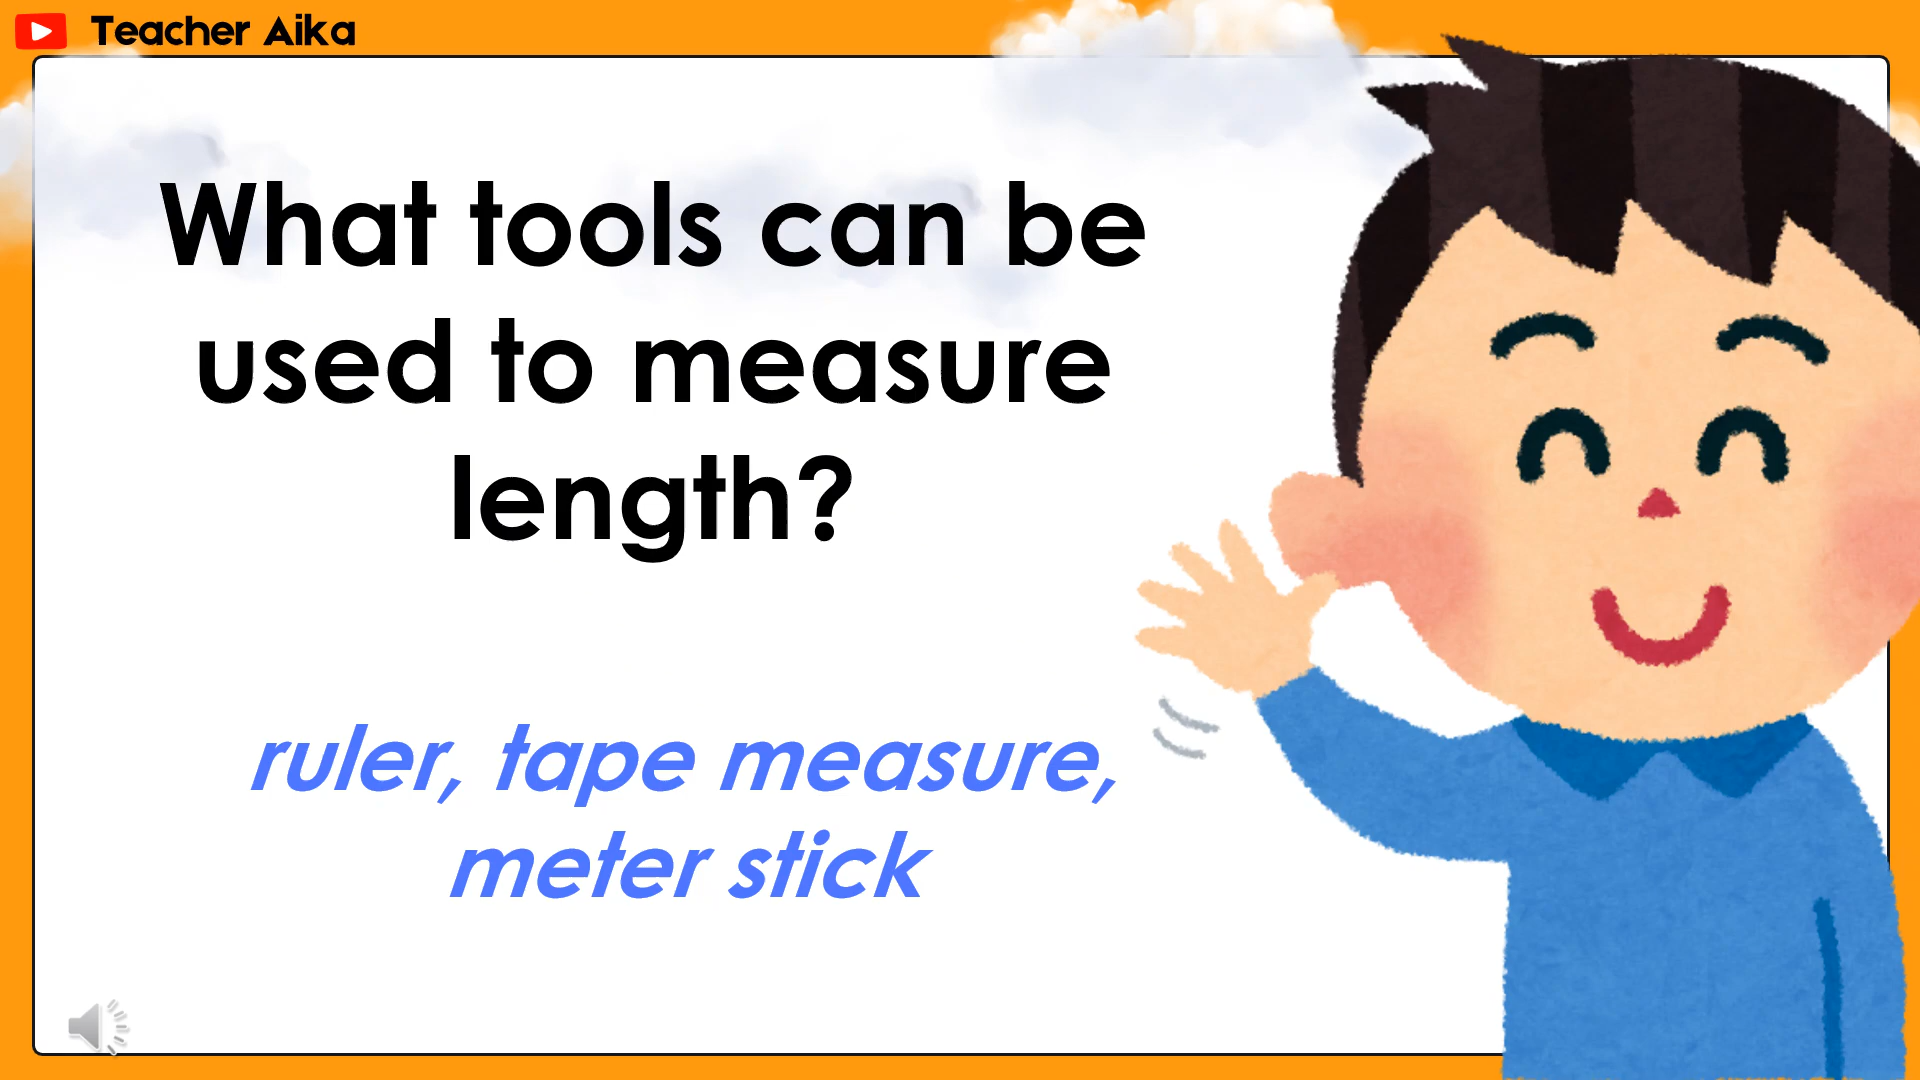 Teacher Aika
What tools can be
used to measure
length?
ruler, tape measure,
meter stick